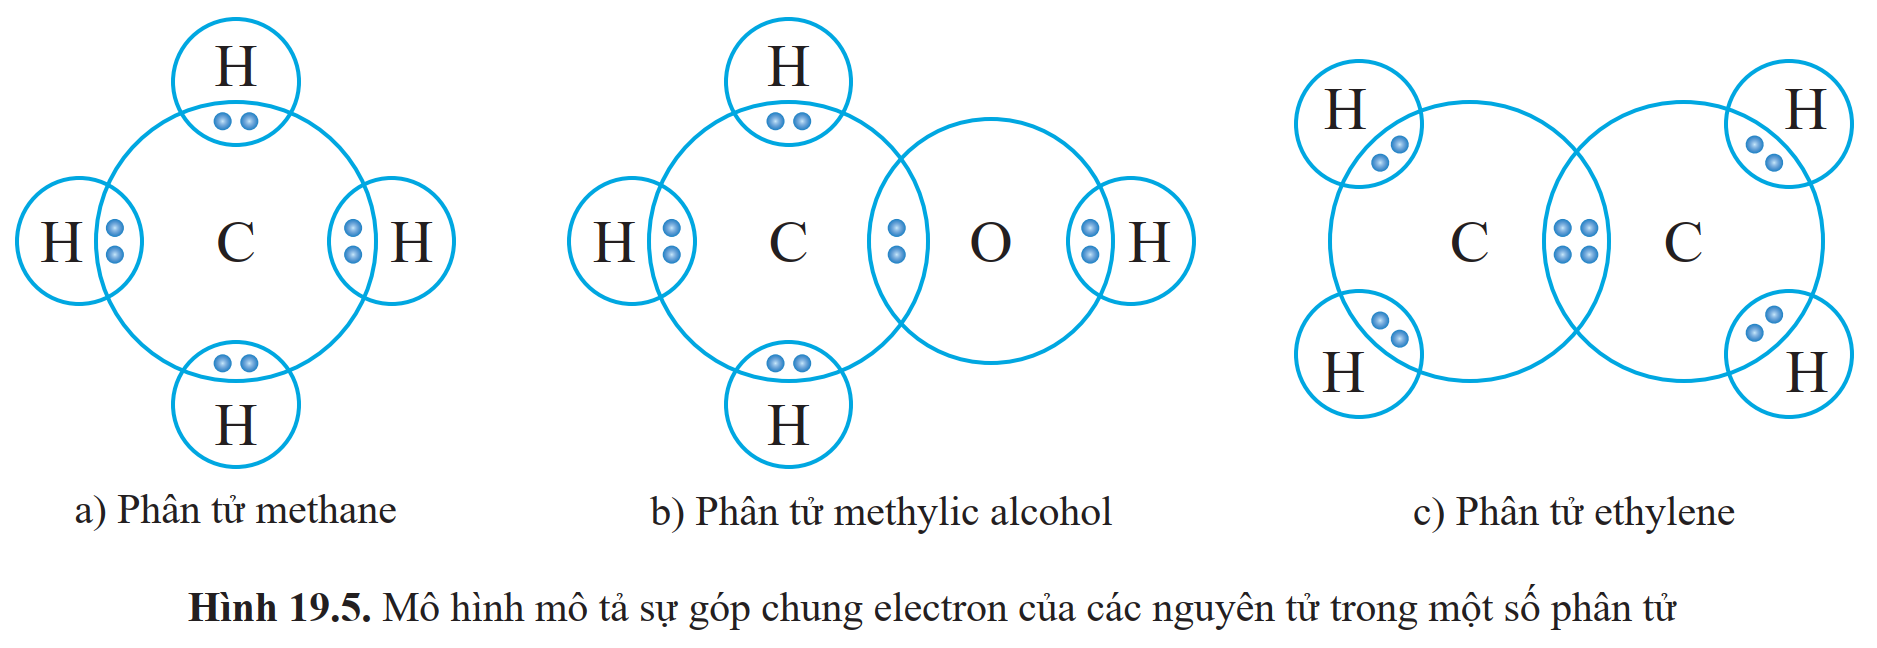 H
H C H
H
a) Phân tử methane
H
H C O H
H
b) Phân tử methylic alcohol
H H
C C
H H
c) Phân tử ethylene
Hình 19.5. Mô hình mô tả sự góp chung electron của các nguyên tử trong một số phân tử